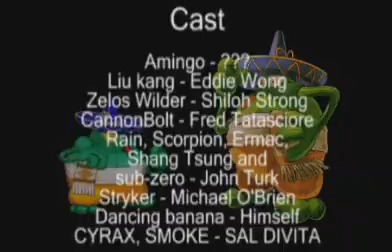 Cast
Amingo - ???
Liu kang - Eddie Wong
Zelos Wilder - Shiloh Strong
CannonBolt - Fred Tatasciore
Rain, Scorpion, Ermac,
Shang Tsung and
sub-zero - John Turk
Stryker - Michael O'Brien
Dancing banana - Himself
CYRAX, SMOKE - SAL DIVITA